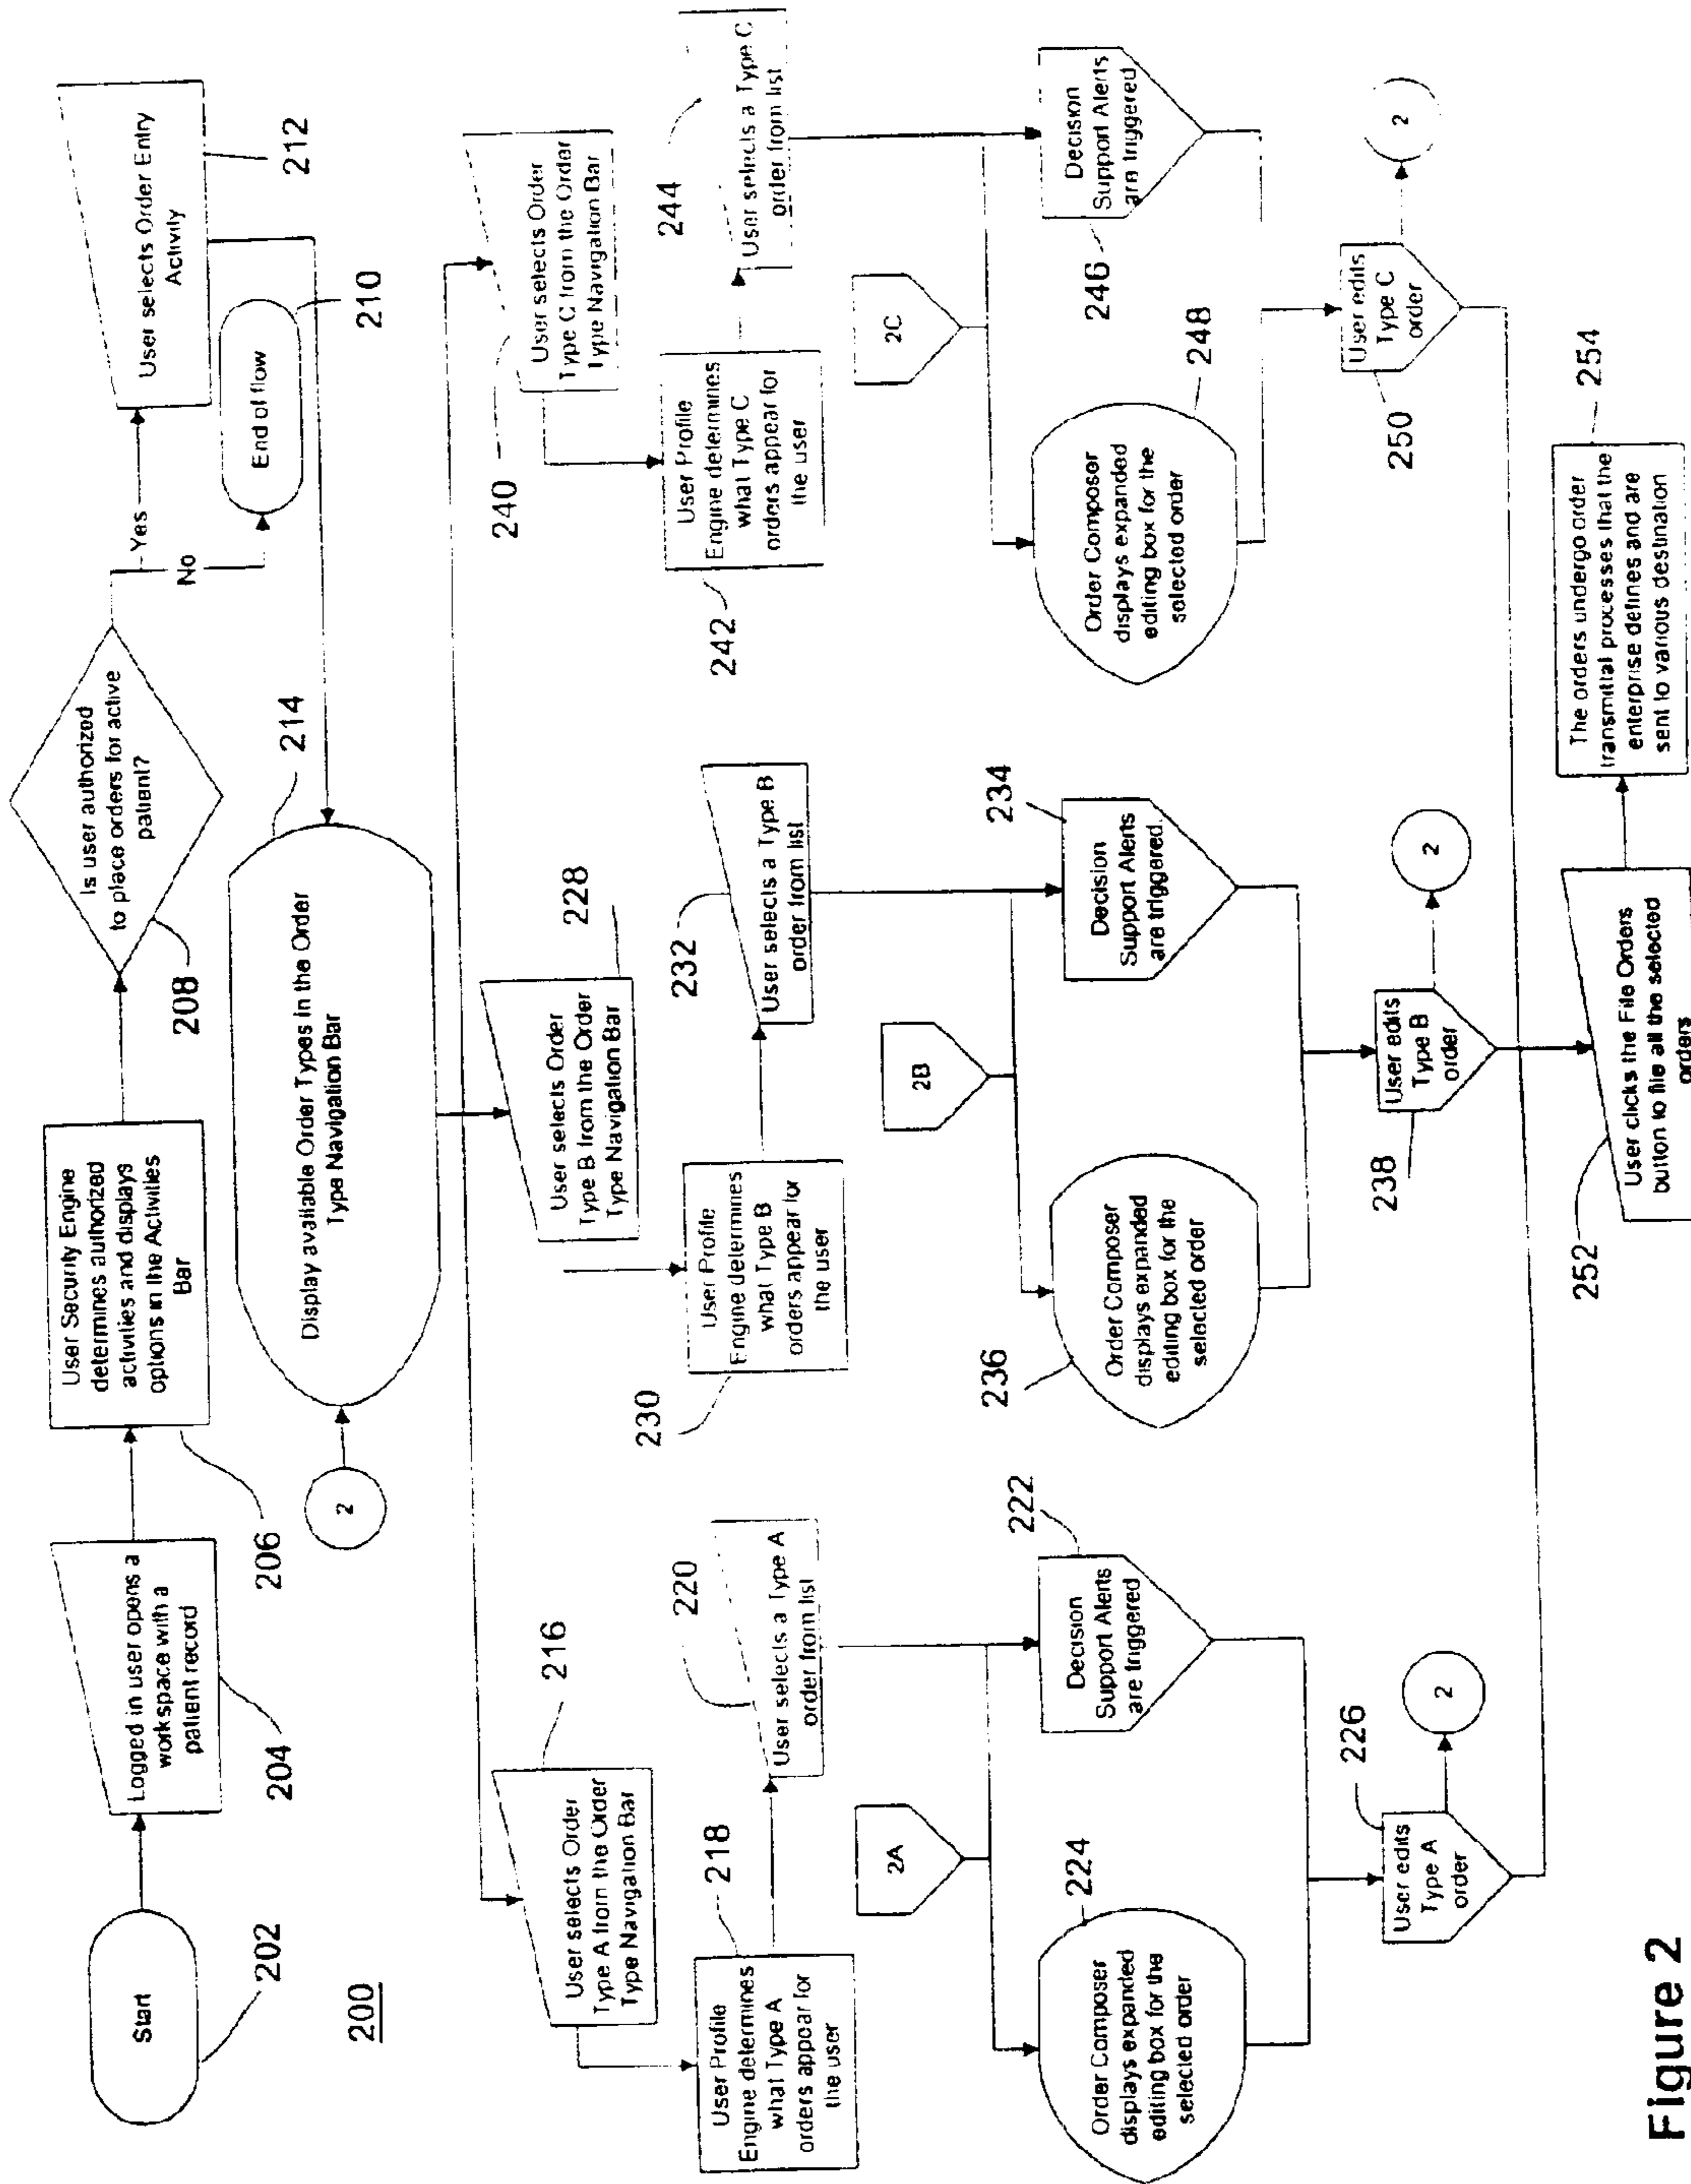 Start
202
Logged in user opens a
workspace with a
patient record
204
User Security Engine
determines authorized
activities and displays
options in the Activities
Bar
206
Is user authorized
to place orders for active
patient?
208
Yes
No
User selects Order Entry
Activity
212
End of flow
210
200
2
Display available Order Types in the Order
Type Navigation Bar
214
User selects Order
Type A from the Order
Type Navigation Bar
216
User selects Order
Type B from the Order
Type Navigation Bar
228
User selects Order
Type C from the Order
Type Navigation Bar
240
User Profile
Engine determines
what Type A
orders appear for
the user
218
User selects a Type A
order from list
220
User Profile
Engine determines
what Type B
orders appear for
the user
230
User selects a Type B
order from list
232
User Profile
Engine determines
what Type C
orders appear for
the user
242
User selects a Type C
order from list
244
2A
2B
2C
Order Composer
displays expanded
editing box for the
selected order
224
Decision
Support Alerts
are triggered
222
Order Composer
displays expanded
editing box for the
selected order
236
Decision
Support Alerts
are triggered.
234
Order Composer
displays expanded
editing box for the
selected order
248
Decision
Support Alerts
are triggered
246
User edits
Type A
order
226
2
User edits
Type B
order
238
2
User edits
Type C
order
250
2
User clicks the File Orders
button to file all the selected
orders
252
The orders undergo order
transmittal processes that the
enterprise defines and are
sent to various destination
254
Figure 2